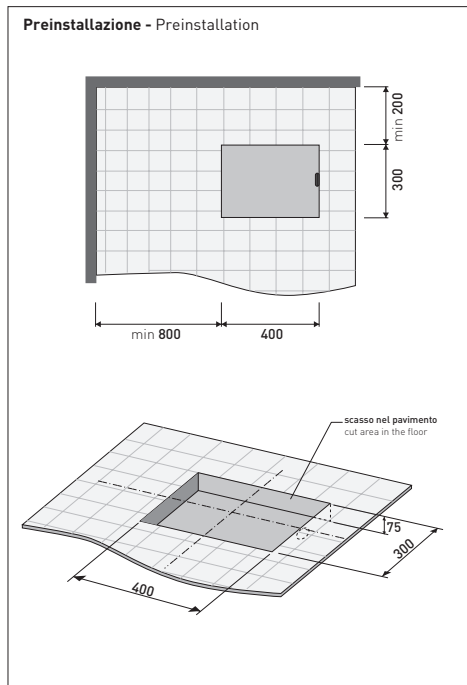 Preinstallazione - Preinstallation
min 200
300
min 800
400
scasso nel pavimento
cut area in the floor
75
300
400